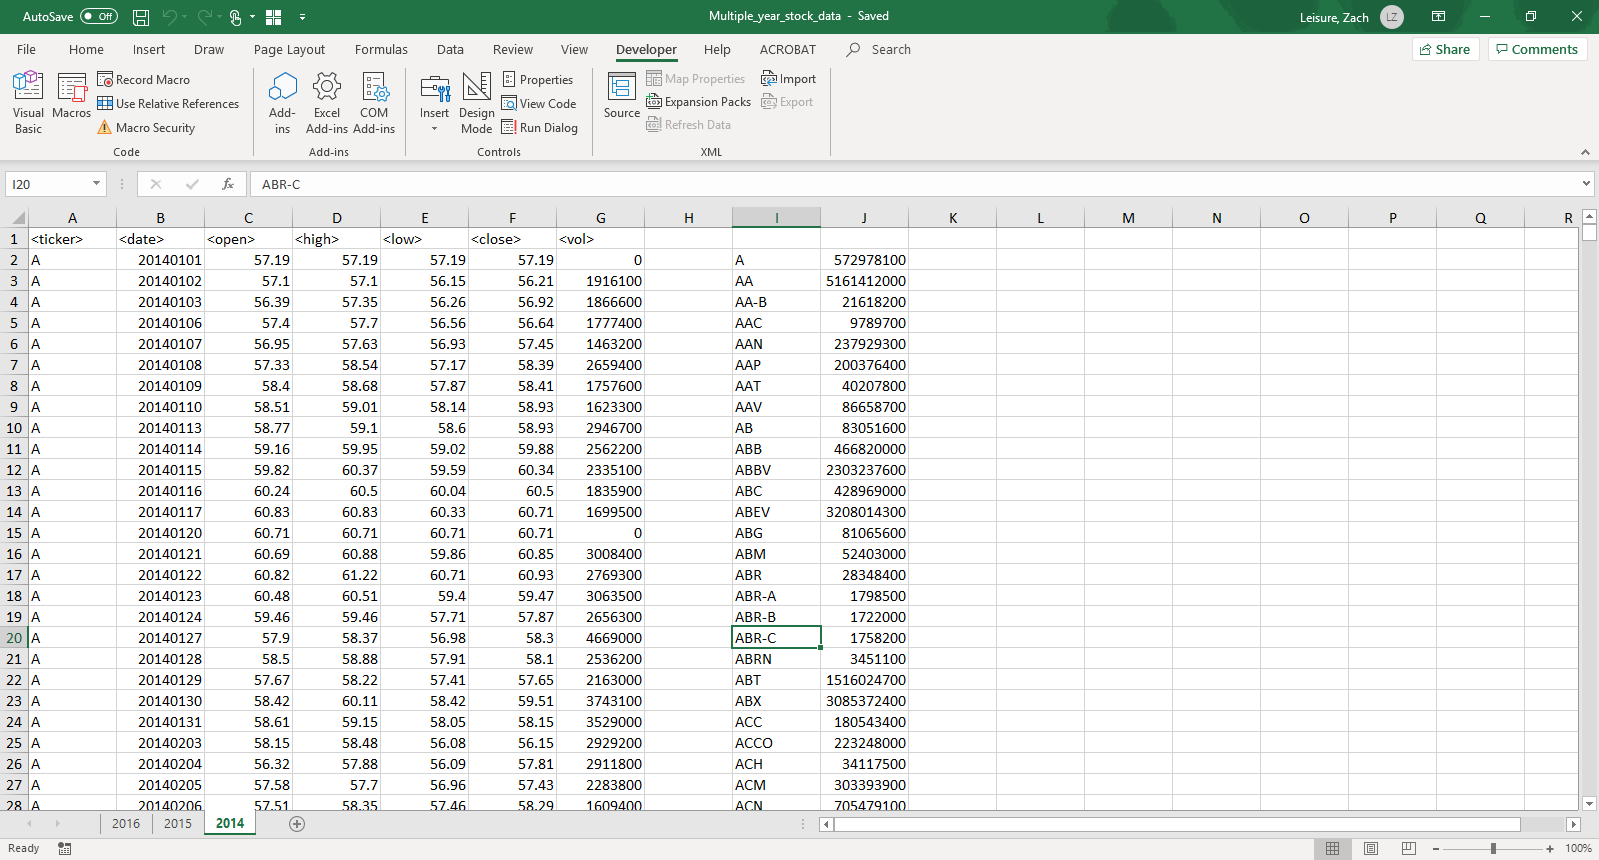 AutoSave Off Multiple_year_stock_data - Saved Leisure, Zach LZ
File Home Insert Draw Page Layout Formulas Data Review View Developer Help ACROBAT Search Share Comments
Visual Basic Macros Record Macro Use Relative References Macro Security
Add-ins Excel Add-ins COM Add-ins
Insert Design Mode Properties View Code Run Dialog
Source Map Properties Expansion Packs Refresh Data Import Export
Code Add-ins Controls XML
I20 fx ABR-C
A B C D E F G H I J K L M N O P Q R
1 <ticker> <date> <open> <high> <low> <close> <vol>
2 A 20140101 57.19 57.19 57.19 57.19 0 A 572978100
3 A 20140102 57.1 57.1 56.15 56.21 1916100 AA 5161412000
4 A 20140103 56.39 57.35 56.26 56.92 1866600 AA-B 21618200
5 A 20140106 57.4 57.7 56.56 56.64 1777400 AAC 9789700
6 A 20140107 56.95 57.63 56.93 57.45 1463200 AAN 237929300
7 A 20140108 57.33 58.54 57.17 58.39 2659400 AAP 200376400
8 A 20140109 58.4 58.68 57.87 58.41 1757600 AAT 40207800
9 A 20140110 58.51 59.01 58.14 58.93 1623300 AAV 86658700
10 A 20140113 58.77 59.1 58.6 58.93 2946700 AB 83051600
11 A 20140114 59.16 59.95 59.02 59.88 2562200 ABB 466820000
12 A 20140115 59.82 60.37 59.59 60.34 2335100 ABBV 2303237600
13 A 20140116 60.24 60.5 60.04 60.5 1835900 ABC 428969000
14 A 20140117 60.83 60.83 60.33 60.71 1699500 ABEV 3208014300
15 A 20140120 60.71 60.71 60.71 60.71 0 ABG 81065600
16 A 20140121 60.69 60.88 59.86 60.85 3008400 ABM 52403000
17 A 20140122 60.82 61.22 60.71 60.93 2769300 ABR 28348400
18 A 20140123 60.48 60.51 59.4 59.47 3063500 ABR-A 1798500
19 A 20140124 59.46 59.46 57.71 57.87 2656300 ABR-B 1722000
20 A 20140127 57.9 58.37 56.98 58.3 4669000 ABR-C 1758200
21 A 20140128 58.5 58.88 57.91 58.1 2536200 ABRN 3451100
22 A 20140129 57.67 58.22 57.41 57.65 2163000 ABT 1516024700
23 A 20140130 58.42 60.11 58.42 59.51 3743100 ABX 3085372400
24 A 20140131 58.61 59.15 58.05 58.15 3529000 ACC 180543400
25 A 20140203 58.15 58.48 56.08 56.15 2929200 ACCO 223248000
26 A 20140204 56.32 57.88 56.09 57.81 2911800 ACH 34117500
27 A 20140205 57.58 57.7 56.96 57.43 2283800 ACM 303393900
28 A 20140206 57.51 58.35 57.46 58.29 1609400 ACN 705479100
2016 2015 2014
Ready 100%